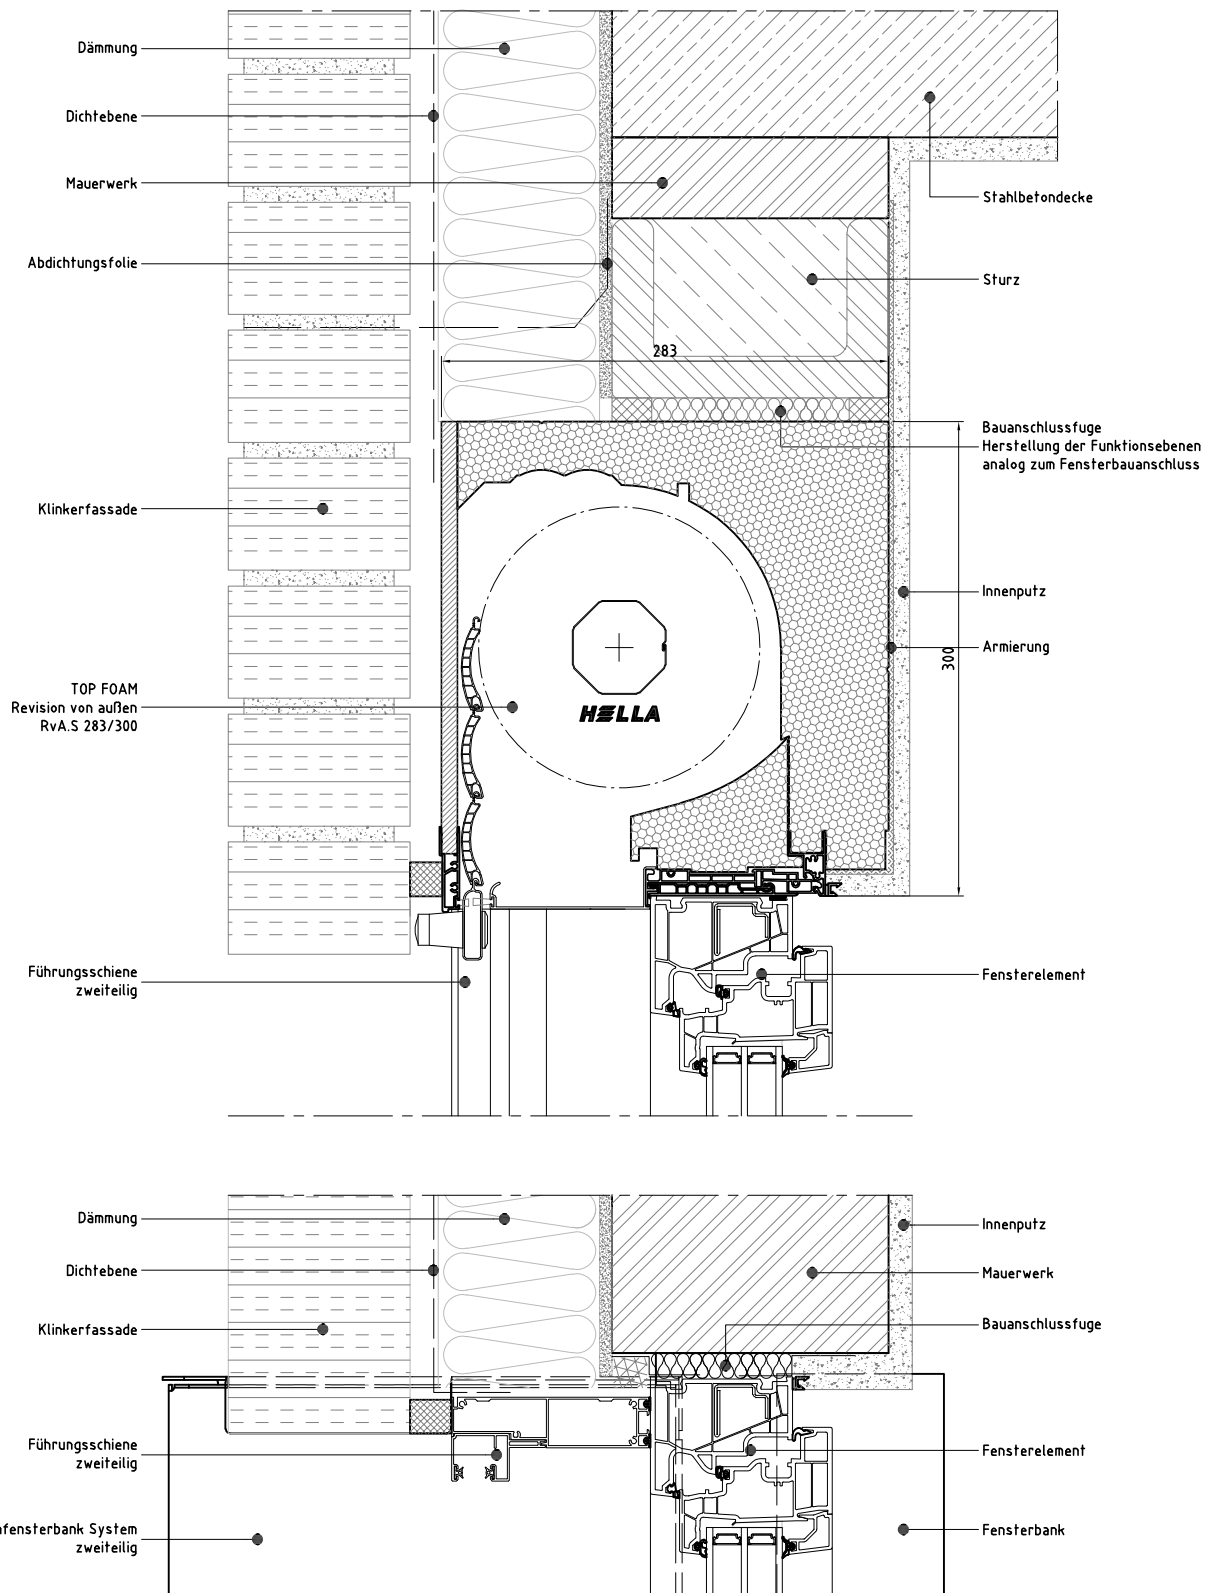 Dämmung
Dichtebene
Mauerwerk
Stahlbetondecke
Abdichtungsfolie
Sturz
283
Bauanschlussfuge
Herstellung der Funktionsebenen
analog zum Fensterbauanschluss
Klinkerfassade
Innenputz
Armierung
300
TOP FOAM
Revision von außen
RvA.S 283/300
HELLA
Führungsschiene
zweiteilig
Fensterelement
Dämmung
Innenputz
Dichtebene
Mauerwerk
Bauanschlussfuge
Klinkerfassade
Führungsschiene
zweiteilig
Fensterelement
fensterbank System
zweiteilig
Fensterbank